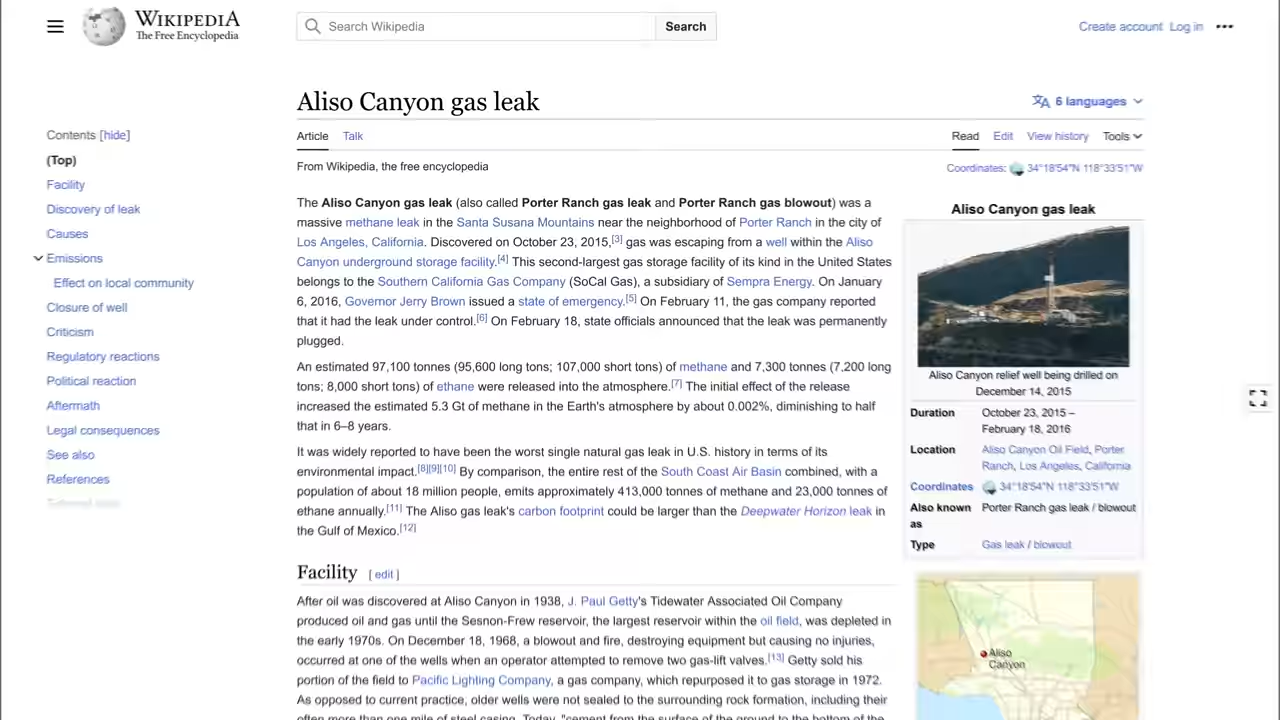 WIKIPEDIA
The Free Encyclopedia
Search Wikipedia
Search
Create account Log in
Aliso Canyon gas leak
6 languages
Article Talk
Read Edit View history Tools
From Wikipedia, the free encyclopedia
Coordinates: 34°18′54″N 118°33′51″W
Contents [hide]
(Top)
Facility
Discovery of leak
Causes
Emissions
Effect on local community
Closure of well
Criticism
Regulatory reactions
Political reaction
Aftermath
Legal consequences
See also
References
The Aliso Canyon gas leak (also called Porter Ranch gas leak and Porter Ranch gas blowout) was a
massive methane leak in the Santa Susana Mountains near the neighborhood of Porter Ranch in the city of
Los Angeles, California. Discovered on October 23, 2015,[3] gas was escaping from a well within the Aliso
Canyon underground storage facility.[4] This second-largest gas storage facility of its kind in the United States
belongs to the Southern California Gas Company (SoCal Gas), a subsidiary of Sempra Energy. On January
6, 2016, Governor Jerry Brown issued a state of emergency.[5] On February 11, the gas company reported
that it had the leak under control.[6] On February 18, state officials announced that the leak was permanently
plugged.
An estimated 97,100 tonnes (95,600 long tons; 107,000 short tons) of methane and 7,300 tonnes (7,200 long
tons; 8,000 short tons) of ethane were released into the atmosphere.[7] The initial effect of the release
increased the estimated 5.3 Gt of methane in the Earth's atmosphere by about 0.002%, diminishing to half
that in 6–8 years.
It was widely reported to have been the worst single natural gas leak in U.S. history in terms of its
environmental impact.[8][9][10] By comparison, the entire rest of the South Coast Air Basin combined, with a
population of about 18 million people, emits approximately 413,000 tonnes of methane and 23,000 tonnes of
ethane annually.[11] The Aliso gas leak's carbon footprint could be larger than the Deepwater Horizon leak in
the Gulf of Mexico.[12]
Facility [ edit ]
After oil was discovered at Aliso Canyon in 1938, J. Paul Getty's Tidewater Associated Oil Company
produced oil and gas until the Sesnon-Frew reservoir, the largest reservoir within the oil field, was depleted in
the early 1970s. On December 18, 1968, a blowout and fire, destroying equipment but causing no injuries,
occurred at one of the wells when an operator attempted to remove two gas-lift valves.[13] Getty sold his
portion of the field to Pacific Lighting Company, a gas company, which repurposed it to gas storage in 1972.
As opposed to current practice, older wells were not sealed to the surrounding rock formation, including their
often more than one mile of steel casing. Today, "cement from the surface of the ground to the bottom of the
Aliso Canyon gas leak
Aliso Canyon relief well being drilled on
December 14, 2015
Duration October 23, 2015 –
February 18, 2016
Location Aliso Canyon Oil Field, Porter
Ranch, Los Angeles, California
Coordinates 34°18′54″N 118°33′51″W
Also known Porter Ranch gas leak / blowout
as
Type Gas leak / blowout
Aliso
Canyon